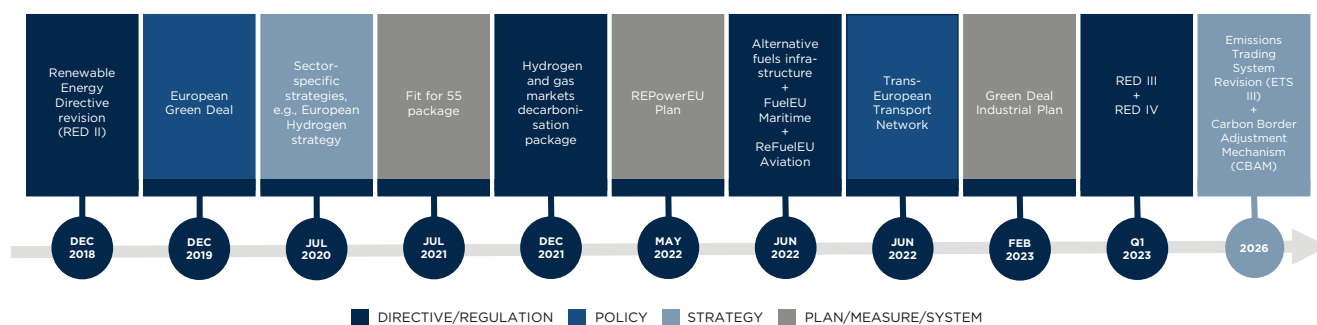 Renewable
Energy
Directive
revision
(RED II)
European
Green Deal
Sector-
specific
strategies,
e.g., European
Hydrogen
strategy
Fit for 55
package
Hydrogen
and gas
markets
decarboni-
sation
package
REPowerEU
Plan
Alternative
fuels infra-
structure
+
FuelEU
Maritime
+
ReFuelEU
Aviation
Trans-
European
Transport
Network
Green Deal
Industrial Plan
RED III
+
RED IV
Emissions
Trading
System
Revision (ETS
III)
+
Carbon Border
Adjustment
Mechanism
(CBAM)
DEC
2018
DEC
2019
JUL
2020
JUL
2021
DEC
2021
MAY
2022
JUN
2022
JUN
2022
FEB
2023
Q1
2023
2026
DIRECTIVE/REGULATION
POLICY
STRATEGY
PLAN/MEASURE/SYSTEM